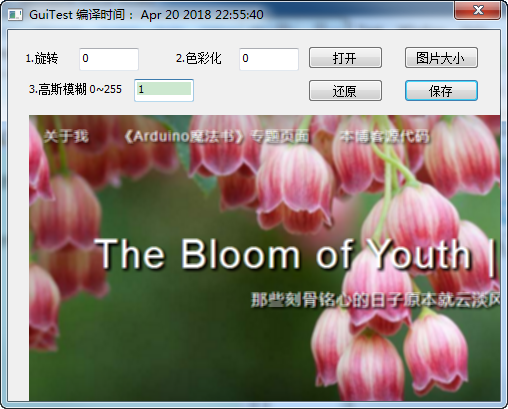 GuiTest 编译时间： Apr 20 2018 22:55:40
1.旋转 0 2.色彩化 0 打开 图片大小
3.高斯模糊 0~255 1 还原 保存
关于我 《Arduino魔法书》专题页面 本博客源代码
The Bloom of Youth |
那些刻骨铭心的日子原本就云淡风